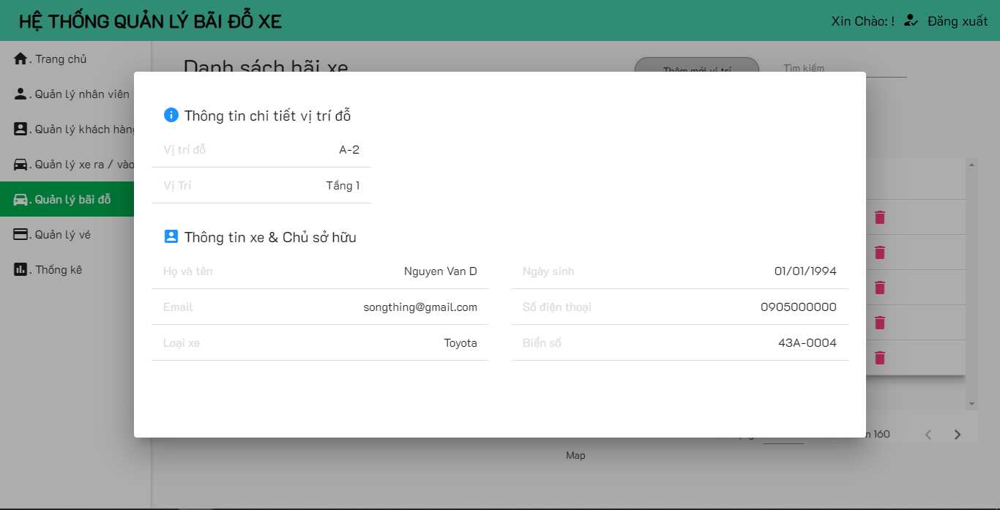 HỆ THỐNG QUẢN LÝ BÃI ĐỖ XE
Xin Chào: ! Đăng xuất
. Trang chủ
. Quản lý nhân viên
. Quản lý khách hàng
. Quản lý xe ra / vào
. Quản lý bãi đỗ
. Quản lý vé
. Thống kê
Danh sách bãi xe
Thêm mới vị trí
Tìm kiếm
Thông tin chi tiết vị trí đỗ
Vị trí đỗ A-2
Vị Trí Tầng 1
Thông tin xe & Chủ sở hữu
Họ và tên Nguyen Van D Ngày sinh 01/01/1994
Email songthing@gmail.com Số điện thoại 0905000000
Loại xe Toyota Biển số 43A-0004
160
Map